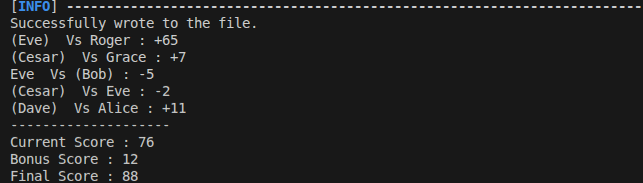 [INFO] ------------------------------------------------------------------------
Successfully wrote to the file.
(Eve)  Vs Roger : +65
(Cesar)  Vs Grace : +7
Eve  Vs (Bob) : -5
(Cesar)  Vs Eve : -2
(Dave)  Vs Alice : +11
--------------------
Current Score : 76
Bonus Score : 12
Final Score : 88